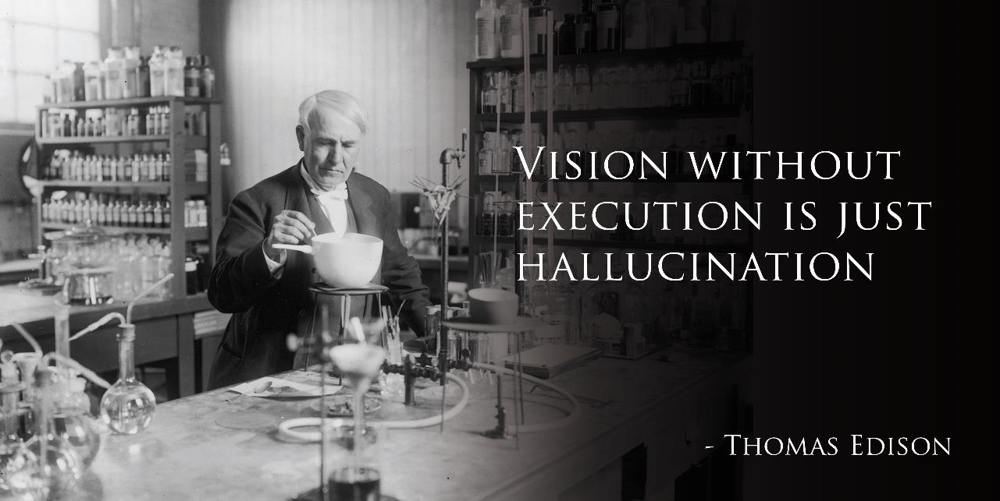 Vision without
execution is just
hallucination
- Thomas Edison